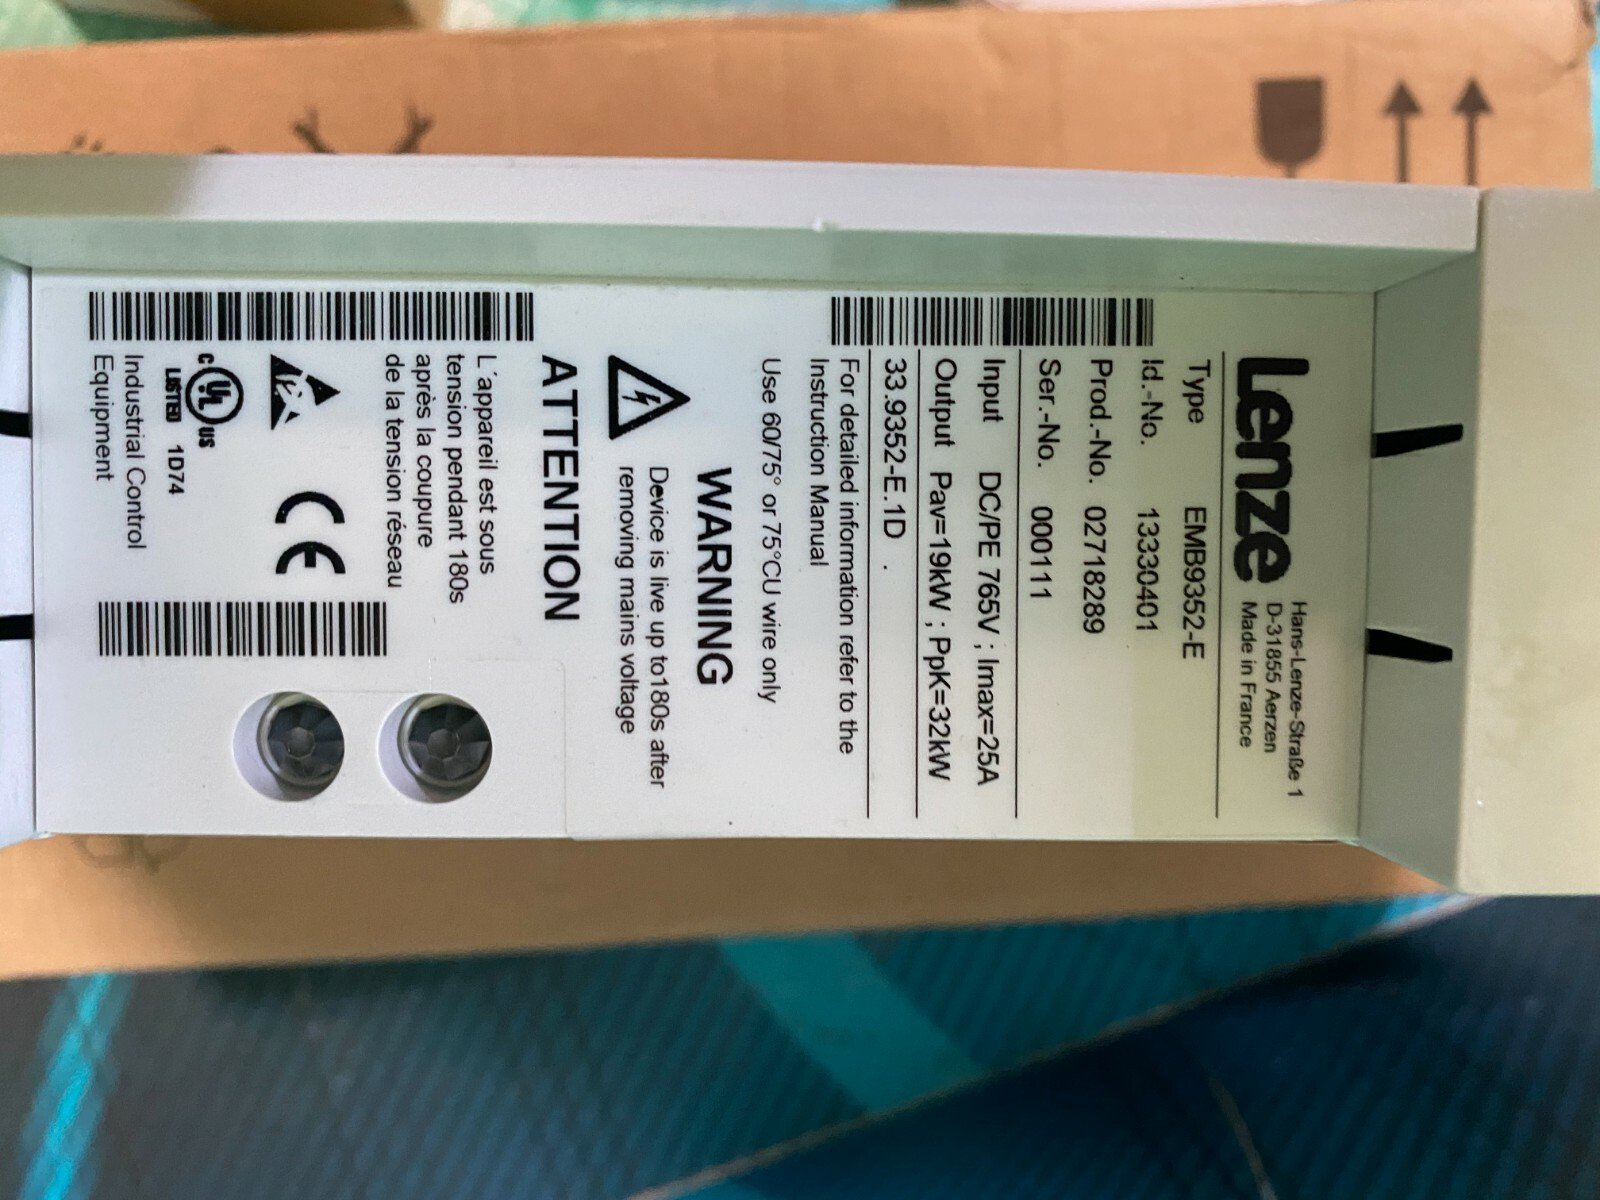 Lenze
Hans-Lenze-Straße 1
D-31855 Aerzen
Made in France
Type EMB9352-E
Id.-No. 13330401
Prod.-No. 02718289
Ser.-No. 000111
Input DC/PE 765V ; Imax=25A
Output Pav=19kW ; PpK=32kW
33.9352-E.1D .
For detailed information refer to the
Instruction Manual
Use 60/75° or 75°CU wire only
WARNING
Device is live up to180s after
removing mains voltage
ATTENTION
L´appareil est sous
tension pendant 180s
après la coupure
de la tension réseau
CE
c UL US
LISTED 1D74
Industrial Control
Equipment